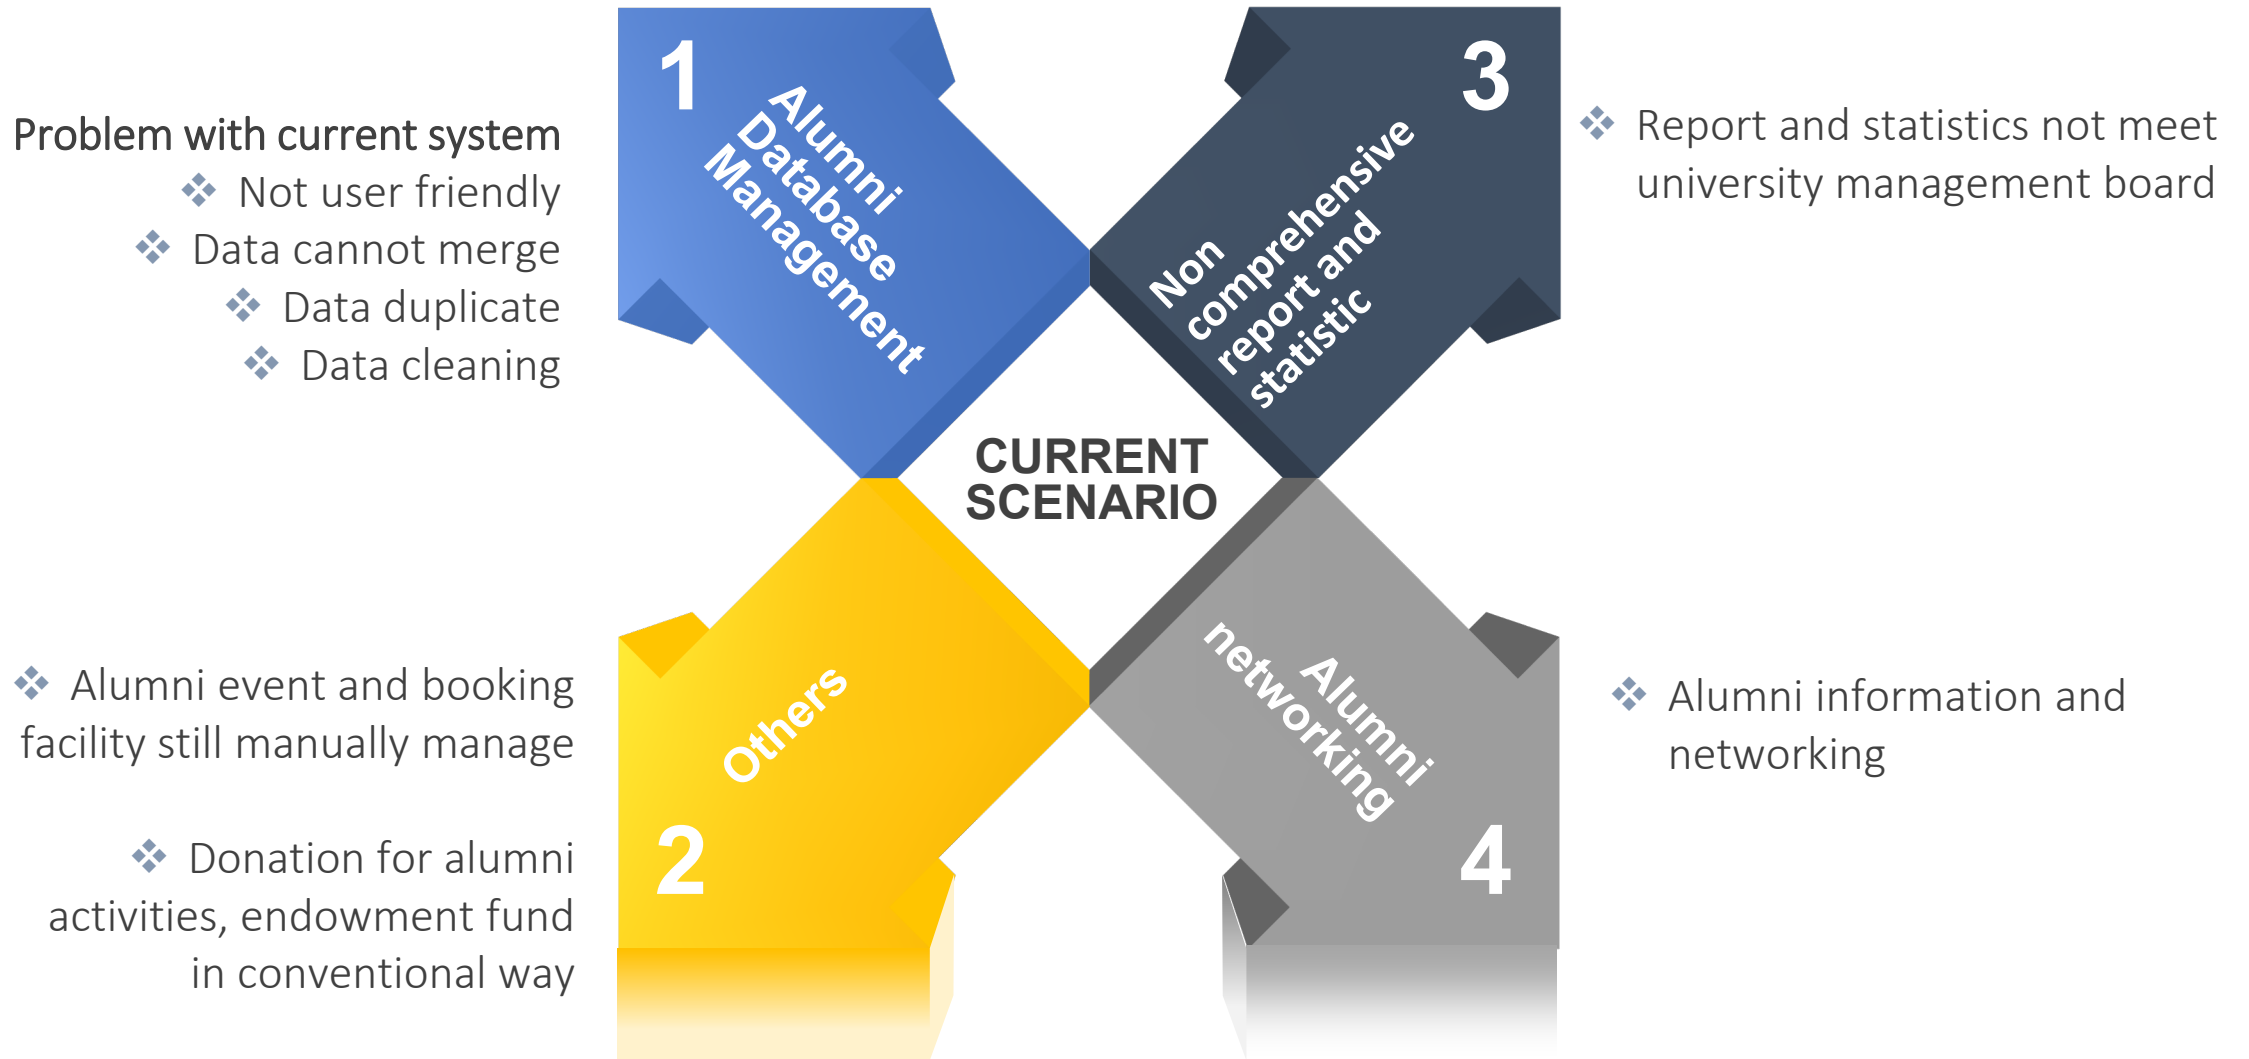 1
Alumni
Database
Management
Problem with current system
❖ Not user friendly
❖ Data cannot merge
❖ Data duplicate
❖ Data cleaning
3
Non
comprehensive
report and
statistic
❖ Report and statistics not meet
university management board
CURRENT
SCENARIO
2
Others
❖ Alumni event and booking
facility still manually manage
❖ Donation for alumni
activities, endowment fund
in conventional way
4
Alumni
networking
❖ Alumni information and
networking